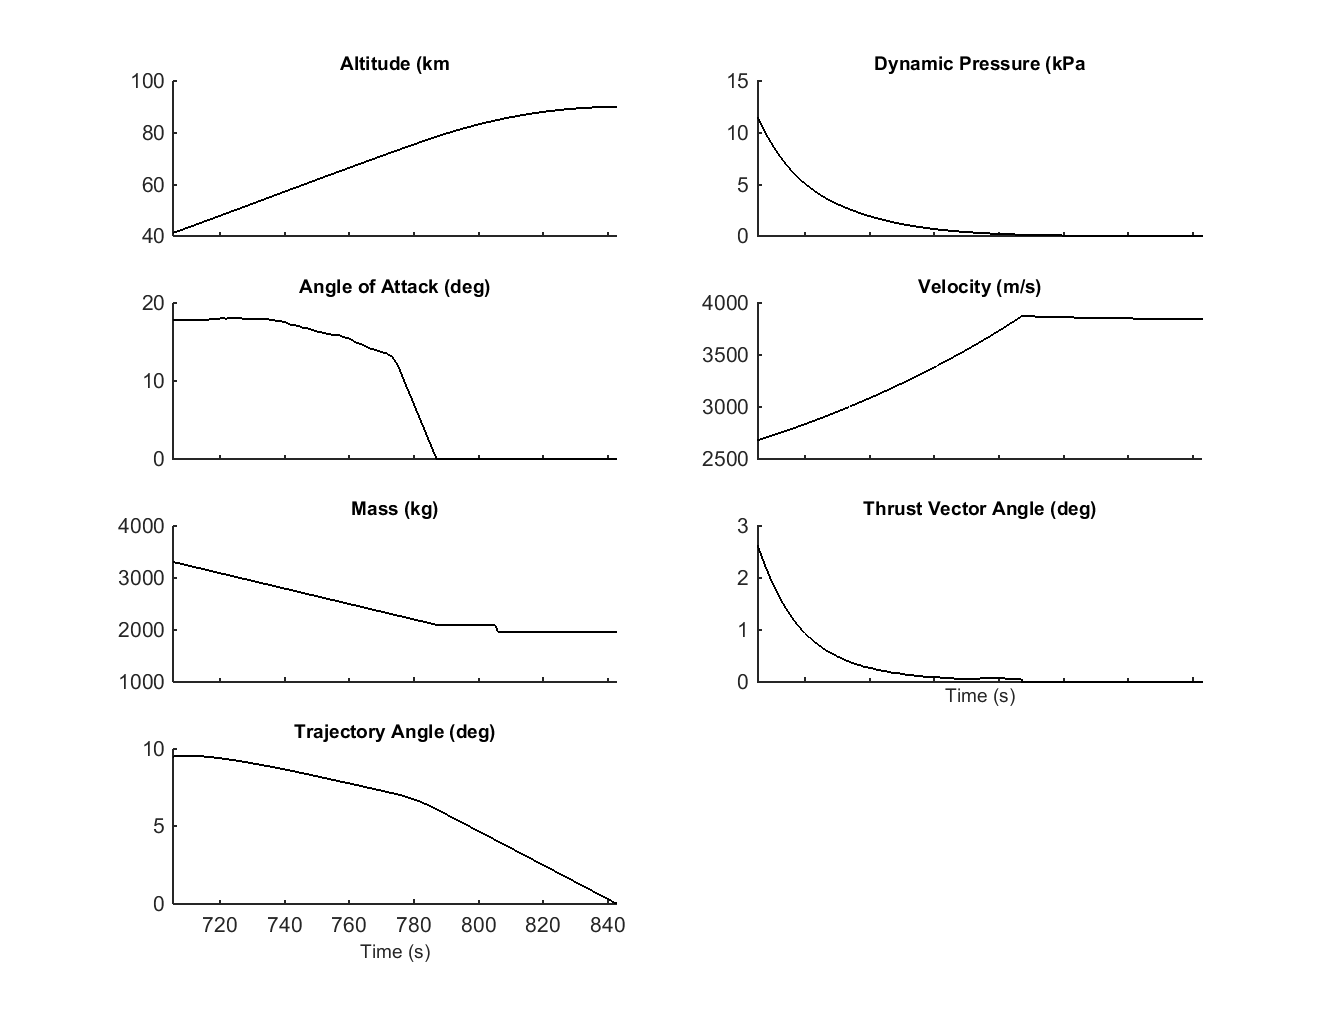 Altitude (km
100
80
60
40
Dynamic Pressure (kPa
15
10
5
0
Angle of Attack (deg)
20
10
0
Velocity (m/s)
4000
3500
3000
2500
Mass (kg)
4000
3000
2000
1000
Thrust Vector Angle (deg)
3
2
1
0
Time (s)
Trajectory Angle (deg)
10
5
0
720 740 760 780 800 820 840
Time (s)